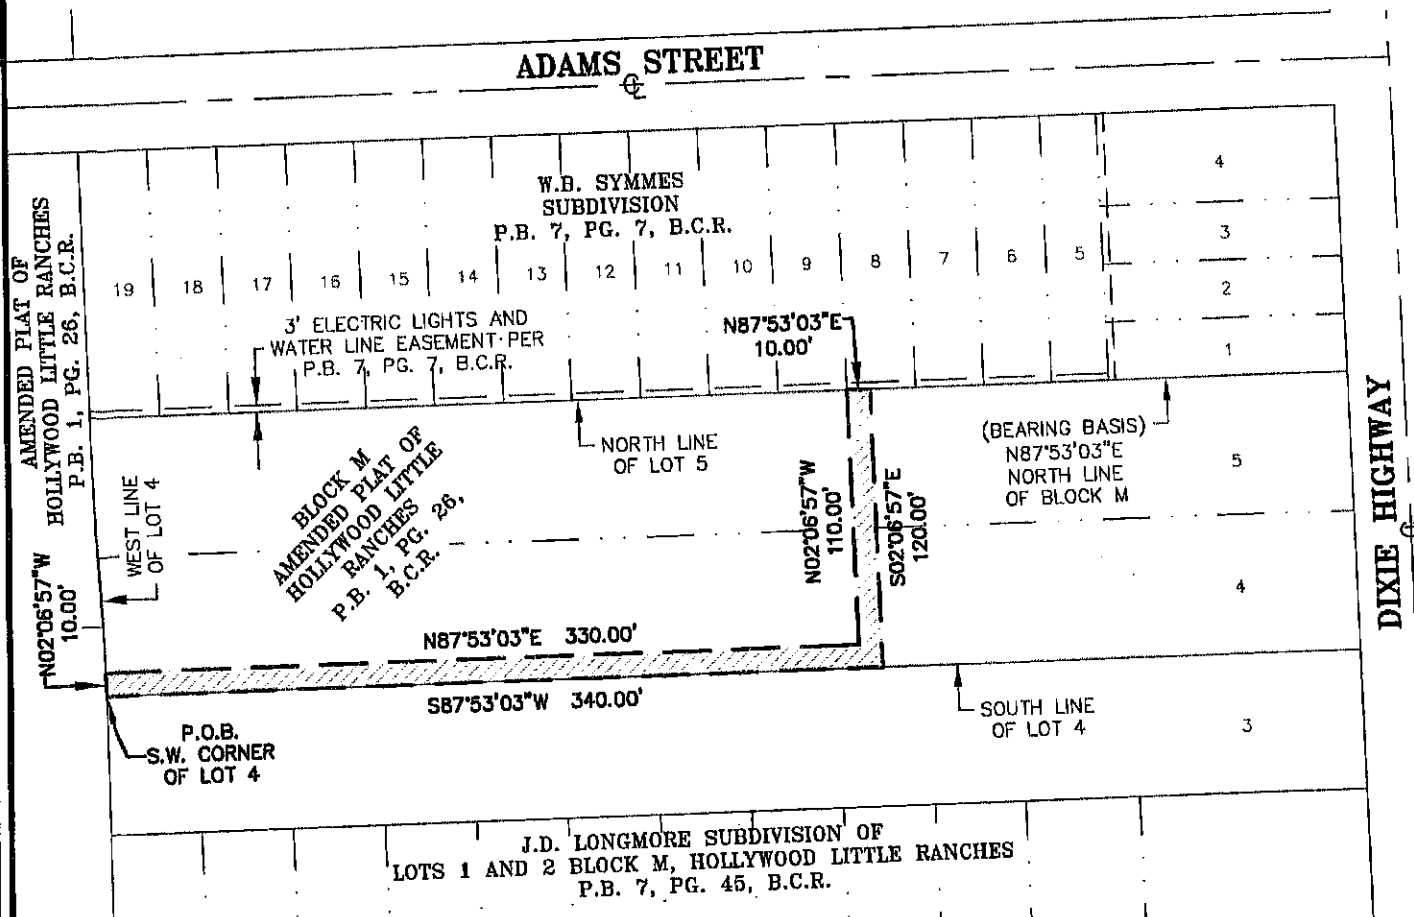 ADAMS STREET
℄
W.B. SYMMES
SUBDIVISION
P.B. 7, PG. 7, B.C.R.
19 18 17 16 15 14 13 12 11 10 9 8 7 6 5
4
3
2
1
3' ELECTRIC LIGHTS AND
WATER LINE EASEMENT PER
P.B. 7, PG. 7, B.C.R.
N87°53'03"E
10.00'
AMENDED PLAT OF
HOLLYWOOD LITTLE RANCHES
P.B. 1, PG. 26, B.C.R.
NORTH LINE
OF LOT 5
(BEARING BASIS)
N87°53'03"E
NORTH LINE
OF BLOCK M
5
BLOCK M
AMENDED PLAT OF
HOLLYWOOD LITTLE
RANCHES
P.B. 1, PG. 26,
B.C.R.
WEST LINE
OF LOT 4
N02°06'57"W
110.00'
S02°06'57"E
120.00'
DIXIE HIGHWAY
℄
4
N02°06'57"W
10.00'
N87°53'03"E 330.00'
S87°53'03"W 340.00'
P.O.B.
S.W. CORNER
OF LOT 4
SOUTH LINE
OF LOT 4
3
J.D. LONGMORE SUBDIVISION OF
LOTS 1 AND 2 BLOCK M, HOLLYWOOD LITTLE RANCHES
P.B. 7, PG. 45, B.C.R.